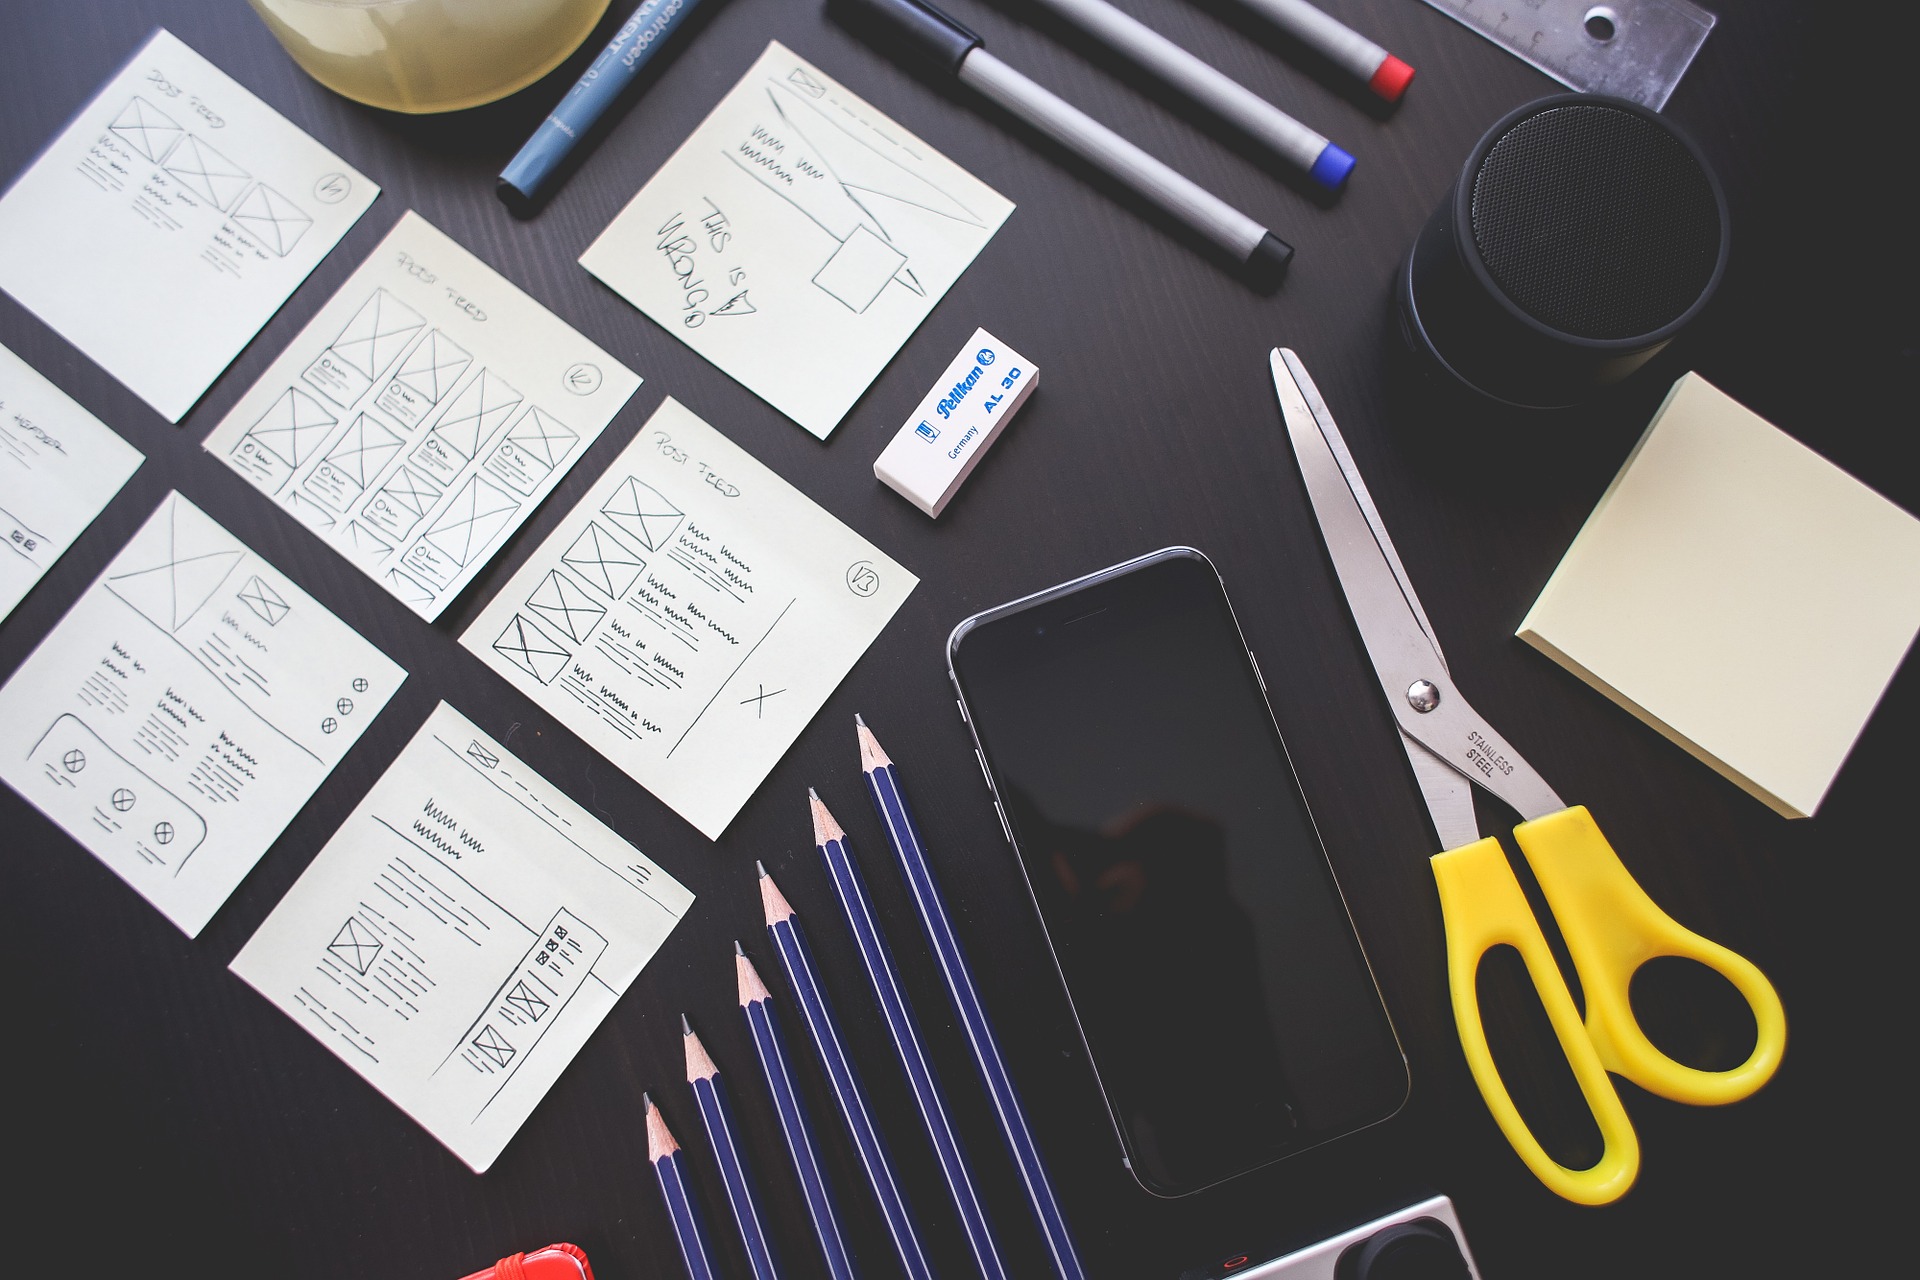 POST FEED
V1
centropen
POST FEED
V2
THIS IS
WRONG!
HEADER
POST FEED
V3
Pelikan
AL 30
Germany
STAINLESS
STEEL